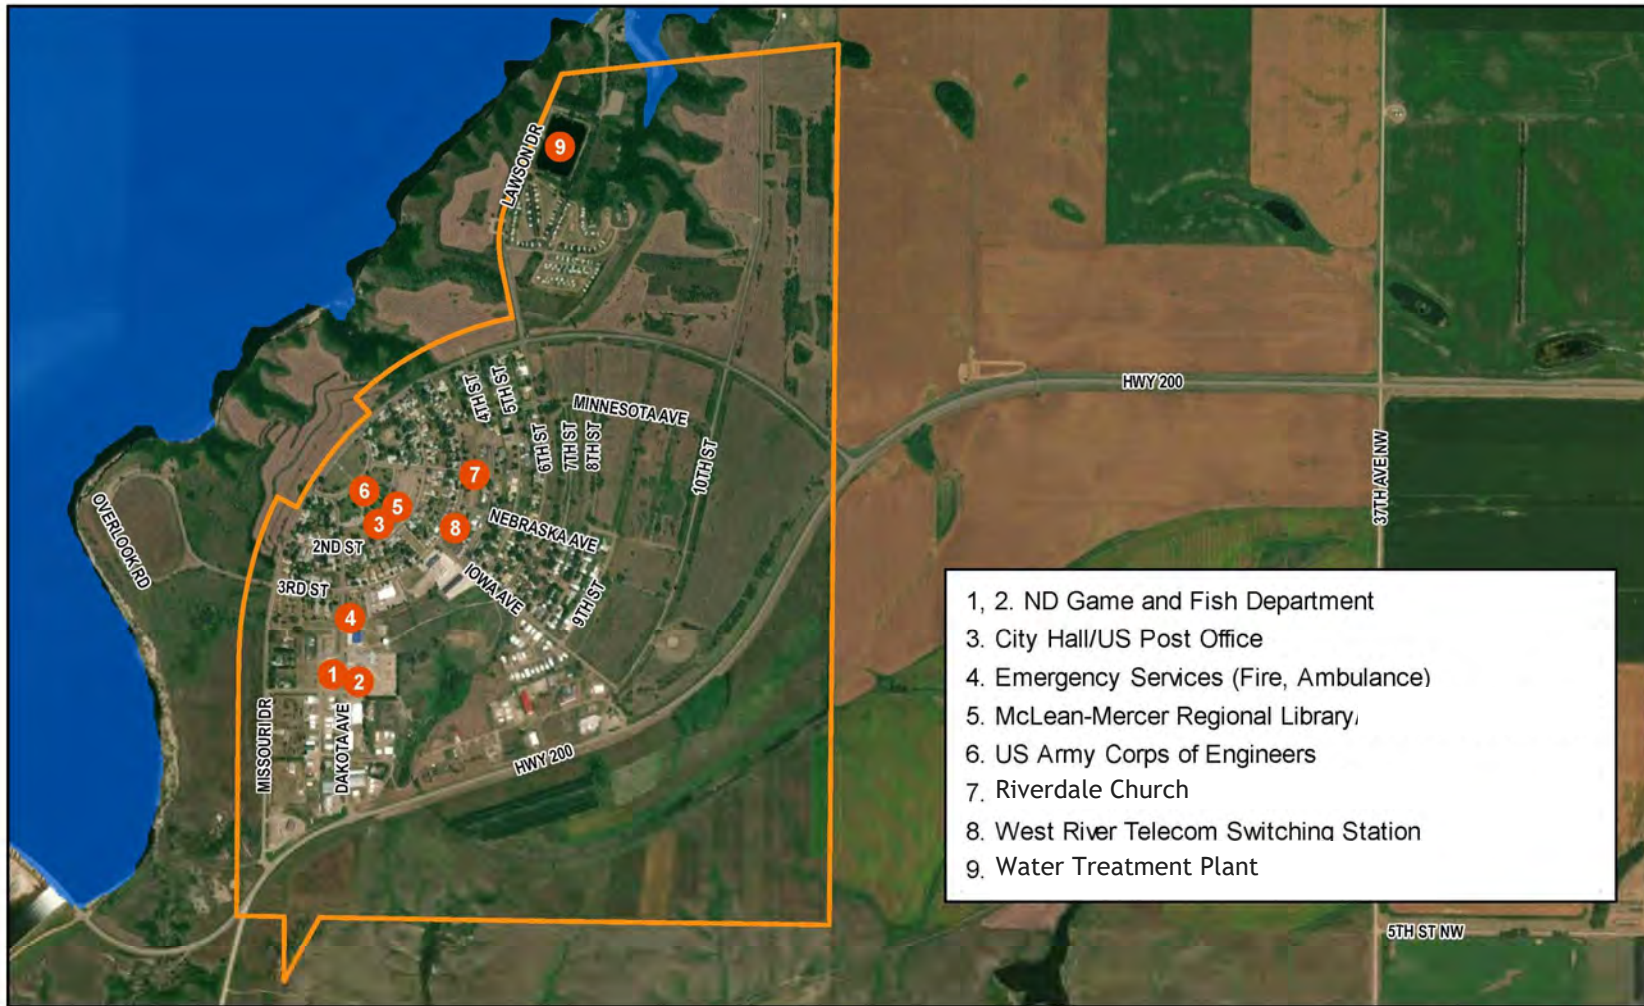 9
LAWSON DR
4TH ST
5TH ST
MINNESOTA AVE
HWY 200
6TH ST
7TH ST
8TH ST
10TH ST
37TH AVE NW
7
6
5
3
8
OVERLOOK RD
NEBRASKA AVE
2ND ST
3RD ST
IOWA AVE
9TH ST
4
1
2
MISSOURI DR
DAKOTA AVE
HWY 200
1, 2. ND Game and Fish Department
3. City Hall/US Post Office
4. Emergency Services (Fire, Ambulance)
5. McLean-Mercer Regional Library/
6. US Army Corps of Engineers
7. Riverdale Church
8. West River Telecom Switching Station
9. Water Treatment Plant
5TH ST NW